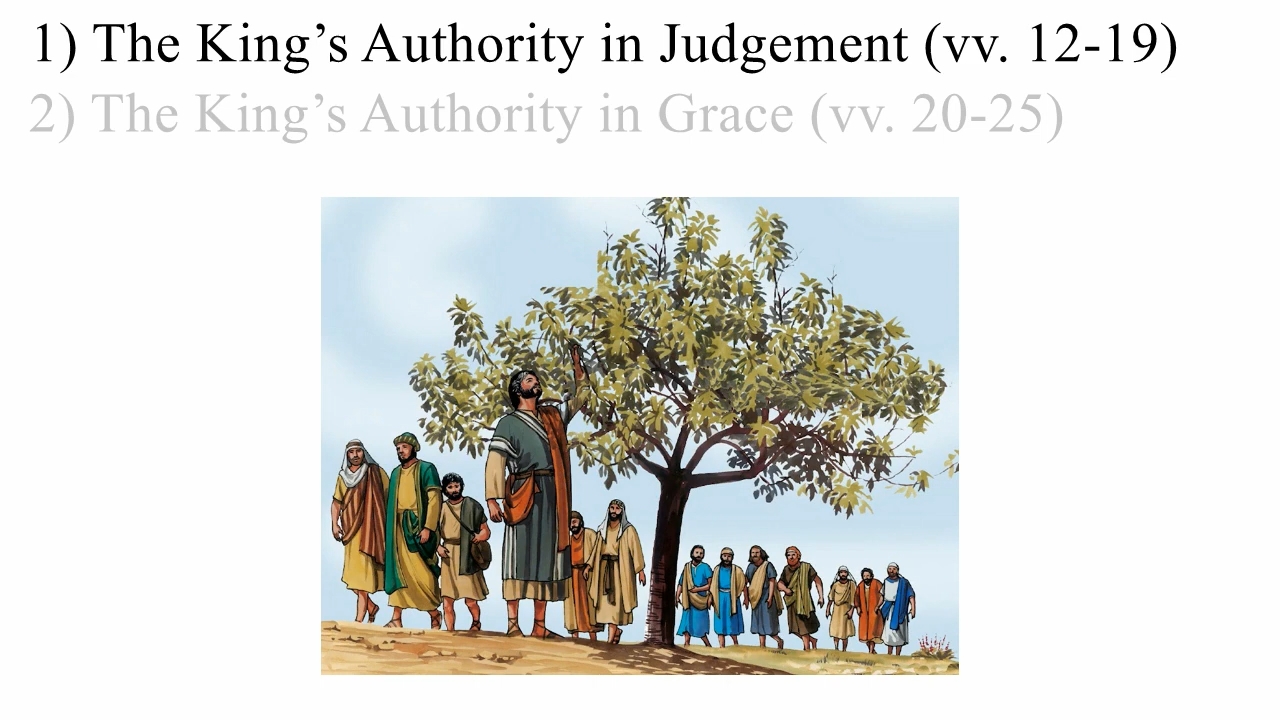 1) The King’s Authority in Judgement (vv. 12-19)
2) The King’s Authority in Grace (vv. 20-25)